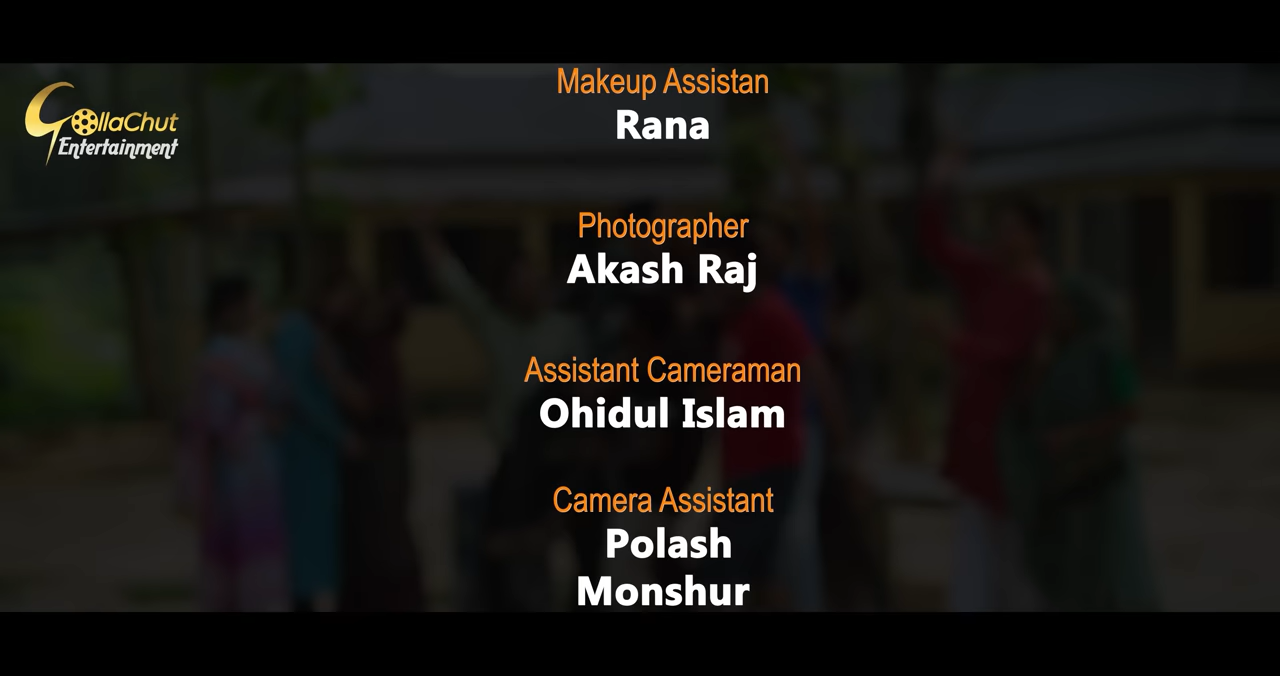 GollaChut
Entertainment
Makeup Assistan
Rana
Photographer
Akash Raj
Assistant Cameraman
Ohidul Islam
Camera Assistant
Polash
Monshur